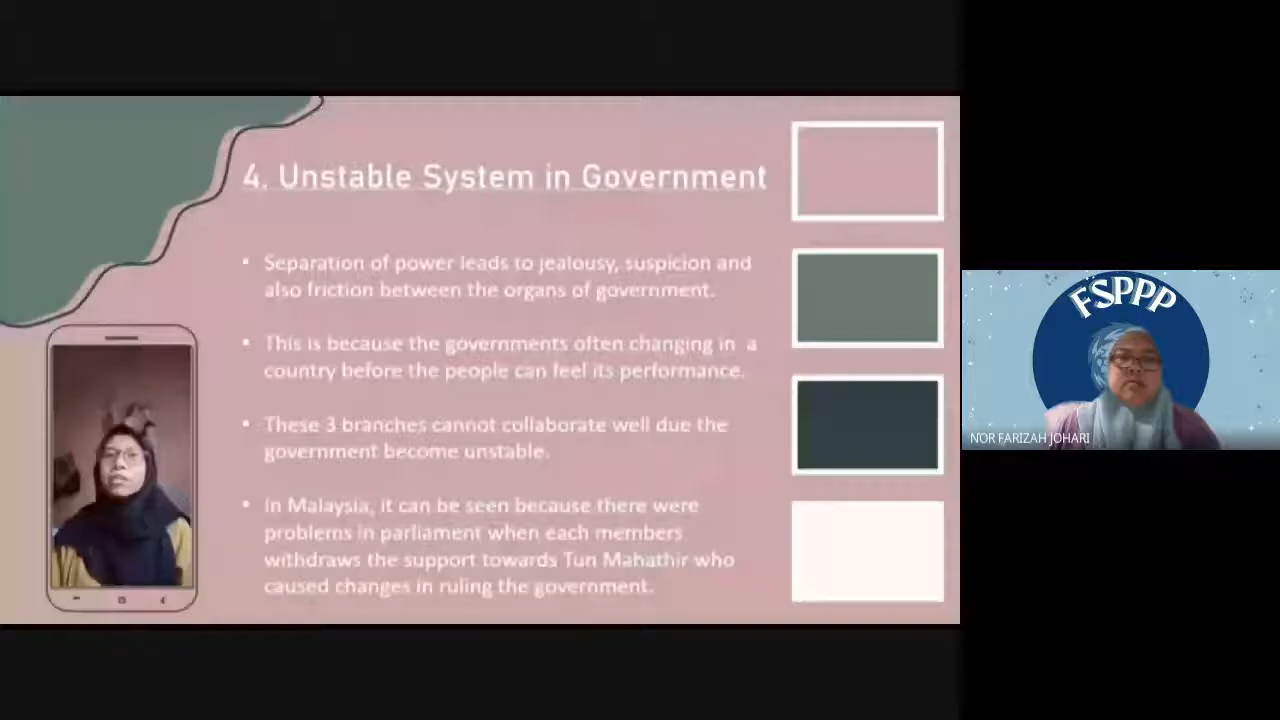 4. Unstable System in Government
• Separation of power leads to jealousy, suspicion and
also friction between the organs of government.
• This is because the governments often changing in a
country before the people can feel its performance.
• These 3 branches cannot collaborate well due the
government become unstable.
• In Malaysia, it can be seen because there were
problems in parliament when each members
withdraws the support towards Tun Mahathir who
caused changes in ruling the government.
FSPPP
NOR FARIZAH JOHARI